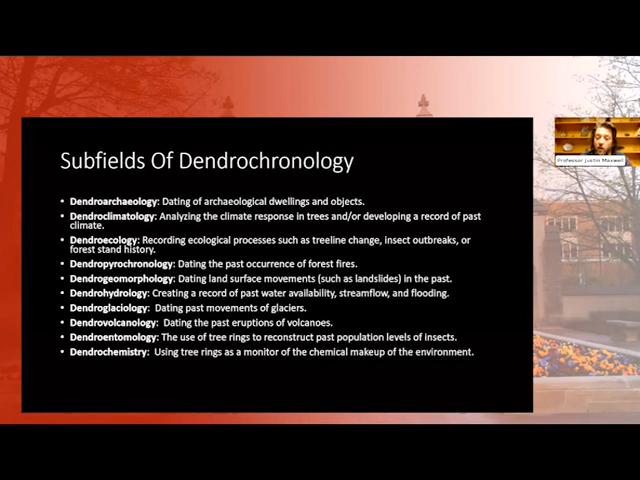 Subfields Of Dendrochronology
• Dendroarchaeology: Dating of archaeological dwellings and objects.
• Dendroclimatology: Analyzing the climate response in trees and/or developing a record of past
climate.
• Dendroecology: Recording ecological processes such as treeline change, insect outbreaks, or
forest stand history.
• Dendropyrochronology: Dating the past occurrence of forest fires.
• Dendrogeomorphology: Dating land surface movements (such as landslides) in the past.
• Dendrohydrology: Creating a record of past water availability, streamflow, and flooding.
• Dendroglaciology: Dating past movements of glaciers.
• Dendrovolcanology: Dating the past eruptions of volcanoes.
• Dendroentomology: The use of tree rings to reconstruct past population levels of insects.
• Dendrochemistry: Using tree rings as a monitor of the chemical makeup of the environment.
Professor Justin Maxwell